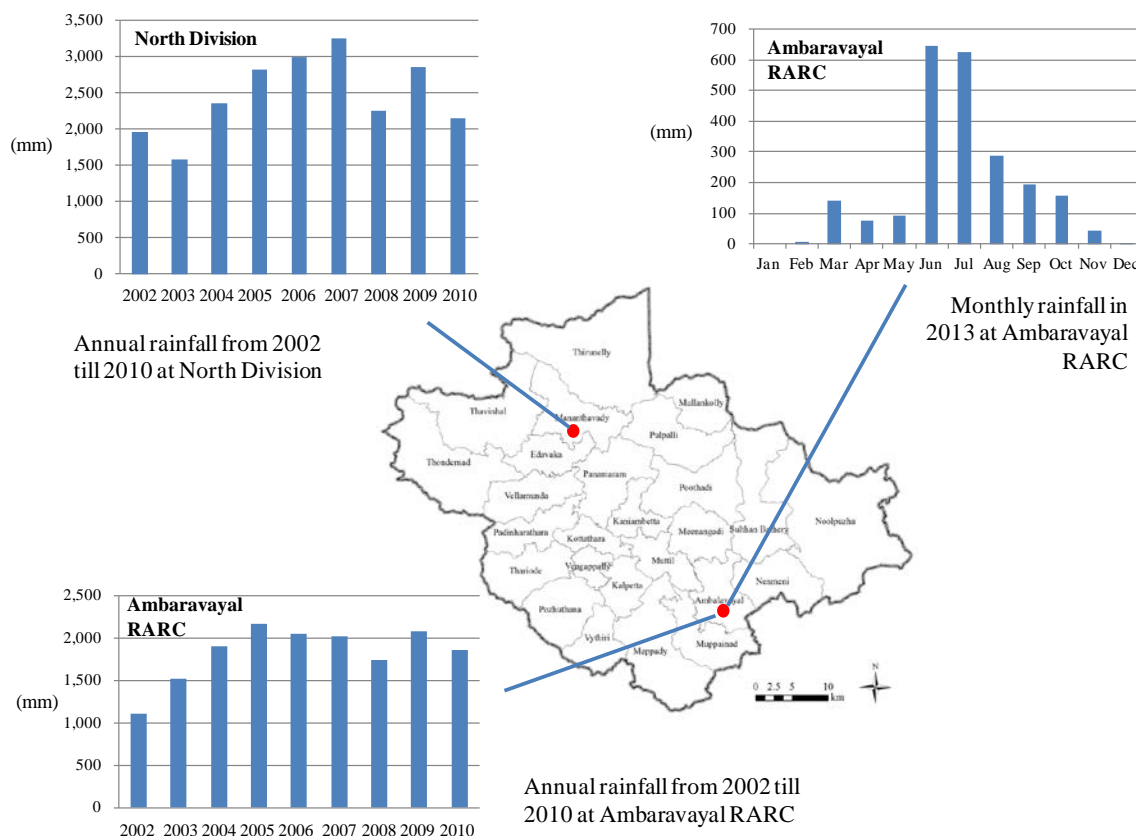 North Division
3,500
3,000
2,500
2,000
1,500
1,000
500
0
(mm)
2002 2003 2004 2005 2006 2007 2008 2009 2010
Annual rainfall from 2002
till 2010 at North Division
Ambaravayal
RARC
700
600
500
400
300
200
100
0
(mm)
Jan Feb Mar Apr May Jun Jul Aug Sep Oct Nov Dec
Monthly rainfall in
2013 at Ambaravayal
RARC
Thirunelly
Thavishal
Mananthavady
Mullankolly
Pulpalli
Edavaka
Thondernad
Panamaram
Vellamunda
Poothadi
Noolpuzha
Padinharathara
Kaniambetta
Meenangadi
Sulthan Bathery
Kottathara
Thariode
Vengappally
Muttil
Kalpetta
Nenmeni
Ambalavayal
Pozhuthana
Vythiri
Meppady
Muppainad
N
0 2.5 5 10
km
Ambaravayal
RARC
2,500
2,000
1,500
1,000
500
0
(mm)
2002 2003 2004 2005 2006 2007 2008 2009 2010
Annual rainfall from 2002 till
2010 at Ambaravayal RARC